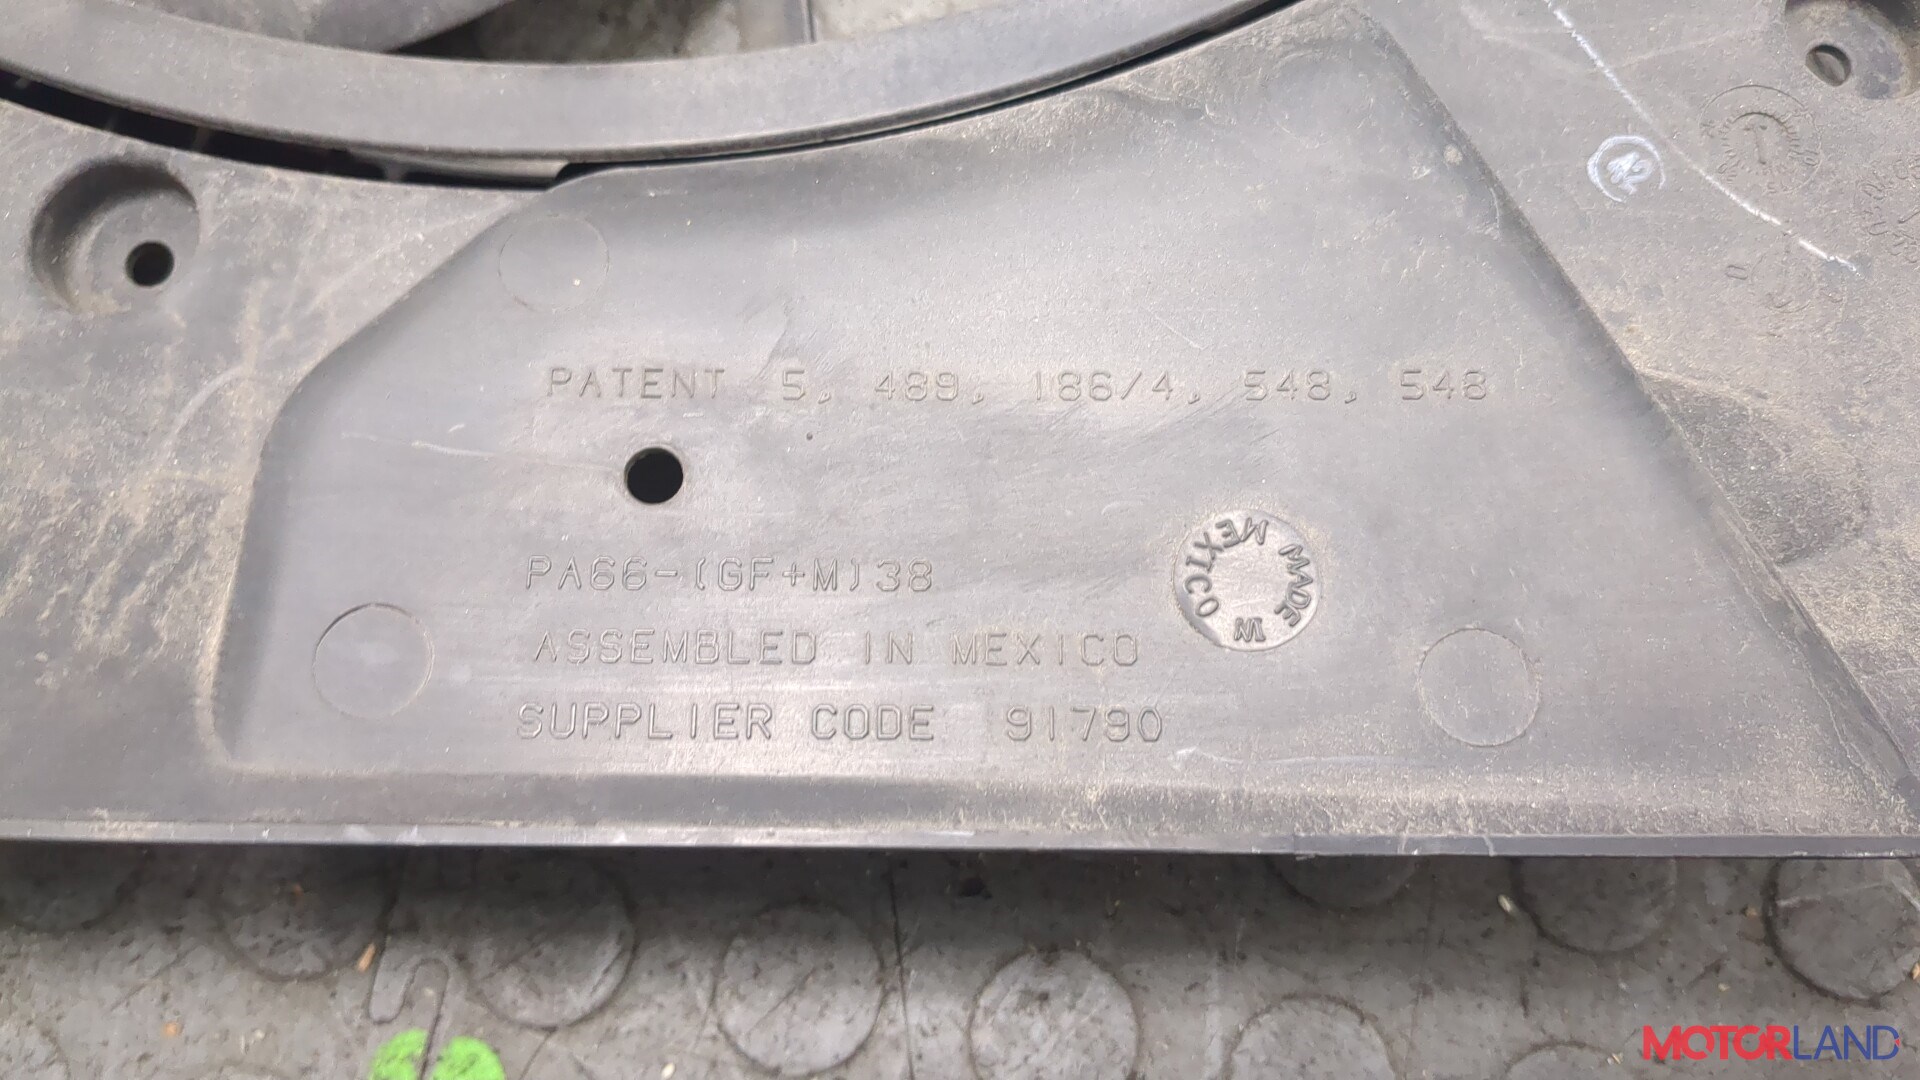 42
PATENT 5, 489, 186/4, 548, 548
PA66-(GF+M)38
MADE IN MEXICO
ASSEMBLED IN MEXICO
SUPPLIER CODE 91790
MOTORLAND